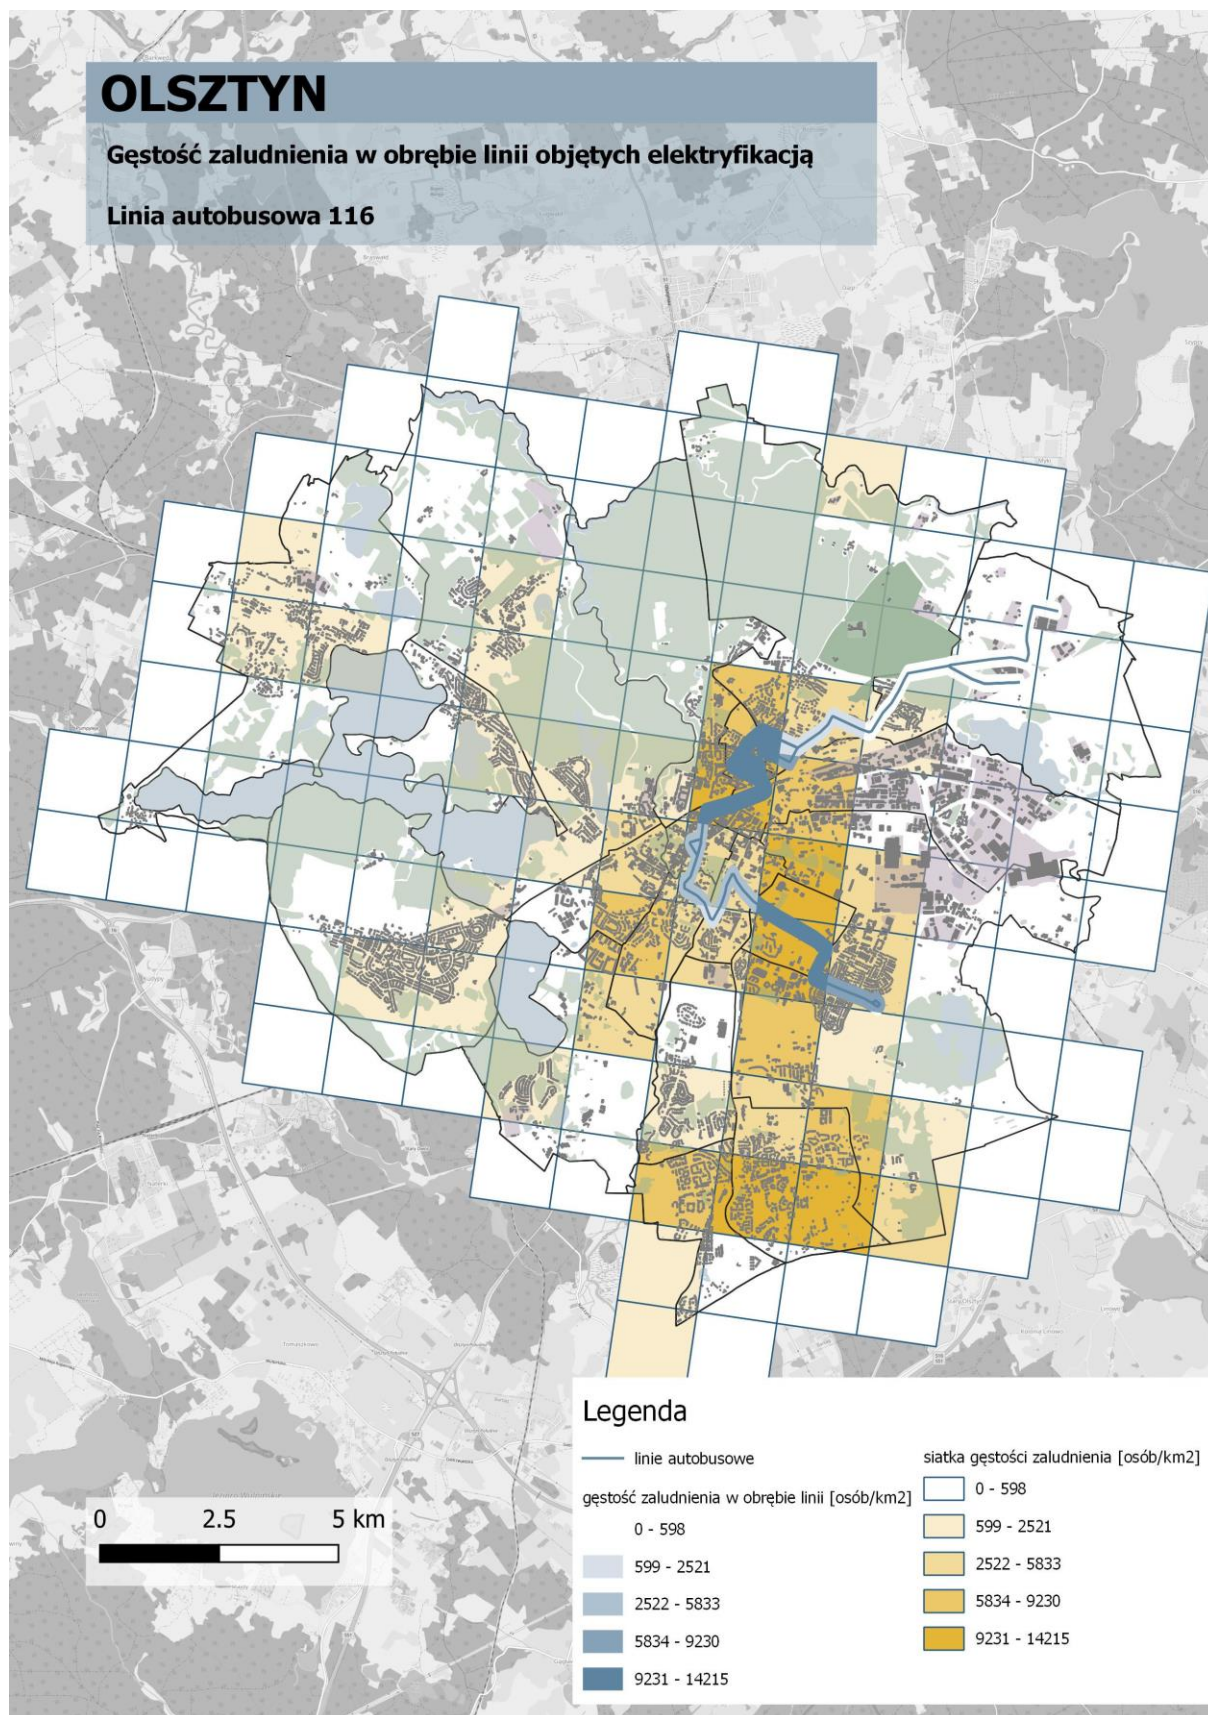 OLSZTYN
Gęstość zaludnienia w obrębie linii objętych elektryfikacją
Linia autobusowa 116
Legenda
linie autobusowe
gęstość zaludnienia w obrębie linii [osób/km2]
0 - 598
599 - 2521
2522 - 5833
5834 - 9230
9231 - 14215
siatka gęstości zaludnienia [osób/km2]
0 - 598
599 - 2521
2522 - 5833
5834 - 9230
9231 - 14215
0 2.5 5 km